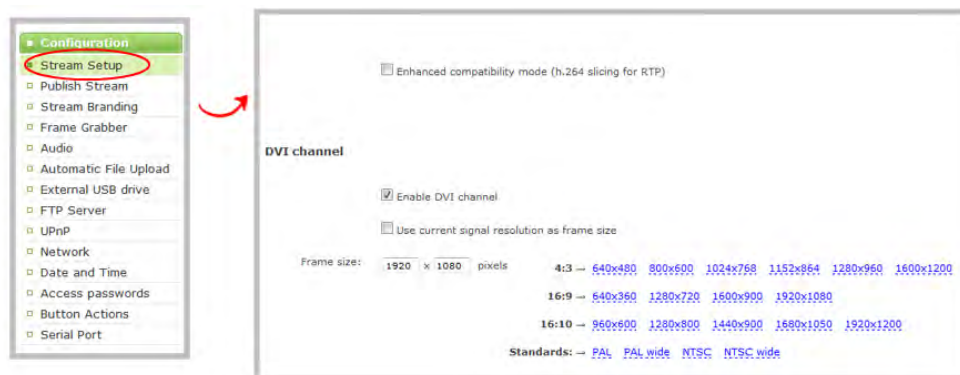 Configuration
Stream Setup
Publish Stream
Stream Branding
Frame Grabber
Audio
Automatic File Upload
External USB drive
FTP Server
UPnP
Network
Date and Time
Access passwords
Button Actions
Serial Port
Enhanced compatibility mode (h.264 slicing for RTP)
DVI channel
Enable DVI channel
Use current signal resolution as frame size
Frame size: 1920 x 1080 pixels 4:3 → 640x480 800x600 1024x768 1152x864 1280x960 1600x1200
16:9 → 640x360 1280x720 1600x900 1920x1080
16:10 → 960x600 1280x800 1440x900 1680x1050 1920x1200
Standards: → PAL PAL wide NTSC NTSC wide